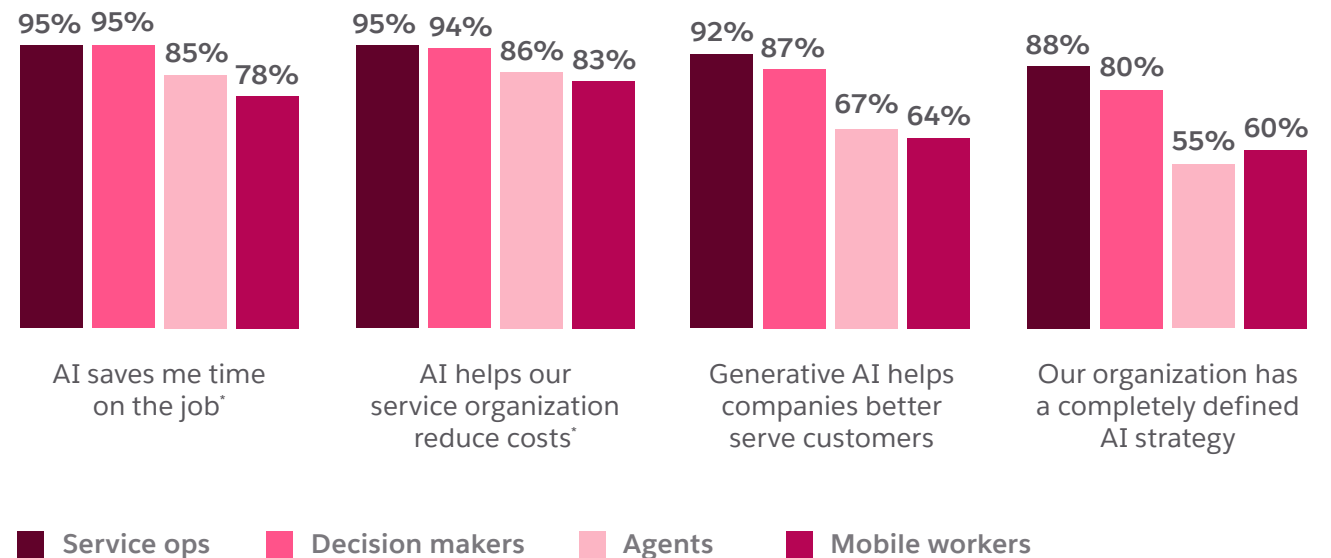 95% 95% 85% 78%
95% 94% 86% 83%
92% 87% 67% 64%
88% 80% 55% 60%
AI saves me time
on the job*
AI helps our
service organization
reduce costs*
Generative AI helps
companies better
serve customers
Our organization has
a completely defined
AI strategy
Service ops Decision makers Agents Mobile workers